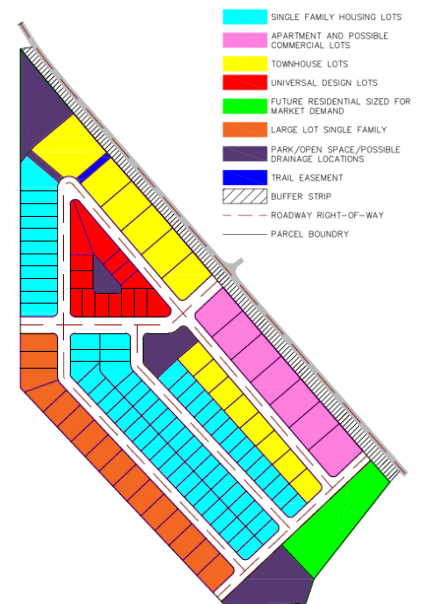 SINGLE FAMILY HOUSING LOTS
APARTMENT AND POSSIBLE
COMMERCIAL LOTS
TOWNHOUSE LOTS
UNIVERSAL DESIGN LOTS
FUTURE RESIDENTIAL SIZED FOR
MARKET DEMAND
LARGE LOT SINGLE FAMILY
PARK/OPEN SPACE/POSSIBLE
DRAINAGE LOCATIONS
TRAIL EASEMENT
BUFFER STRIP
ROADWAY RIGHT-OF-WAY
PARCEL BOUNDRY